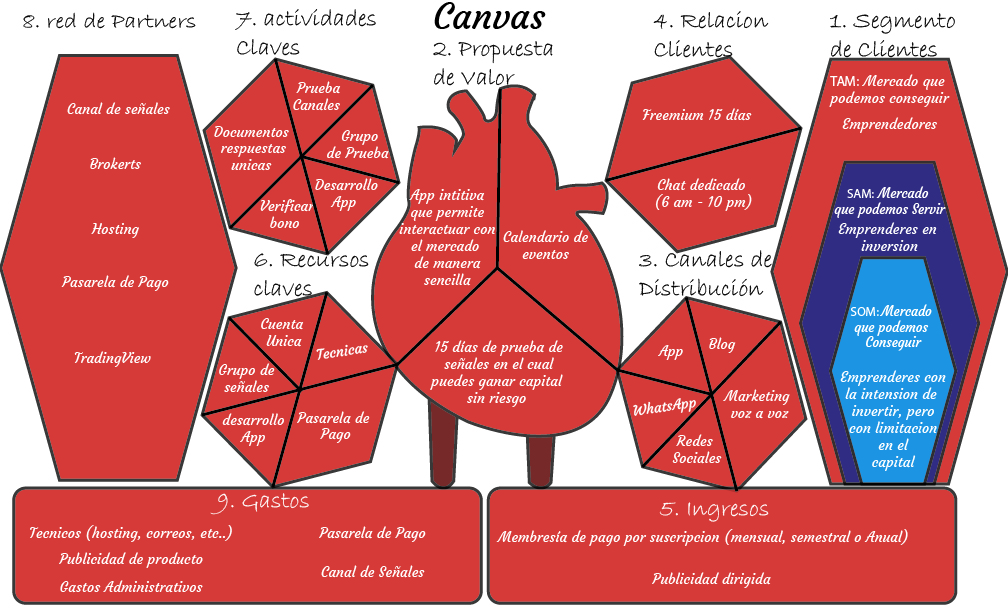 Canvas
8. red de Partners
Canal de señales
Brokerts
Hosting
Pasarela de Pago
TradingView
7. actividades
Claves
Prueba
Canales
Grupo
de Prueba
Documentos
respuestas
unicas
Desarrollo
App
Verificar
bono
6. Recursos
claves
Cuenta
Unica
Tecnicas
Grupo de
señales
desarrollo
App
Pasarela de
Pago
2. Propuesta
de Valor
App intitiva
que permite
interactuar con
el mercado
de manera
sencilla
Calendario de
eventos
15 días de prueba de
señales en el cual
puedes ganar capital
sin riesgo
4. Relacion
Clientes
Freemium 15 días
Chat dedicado
(6 am - 10 pm)
3. Canales de
Distribución
App
Blog
WhatsApp
Marketing
voz a voz
Redes
Sociales
1. Segmento
de Clientes
TAM: Mercado que
podemos conseguir
Emprendedores
SAM: Mercado
que podemos Servir
Emprenderes en
inversion
SOM: Mercado
que podemos
Conseguir
Emprenderes con
la intension de
invertir, pero
con limitacion
en el
capital
9. Gastos
Tecnicos (hosting, correos, etc..)
Publicidad de producto
Gastos Administrativos
Pasarela de Pago
Canal de Señales
5. Ingresos
Membresía de pago por suscripcion (mensual, semestral o Anual)
Publicidad dirigida